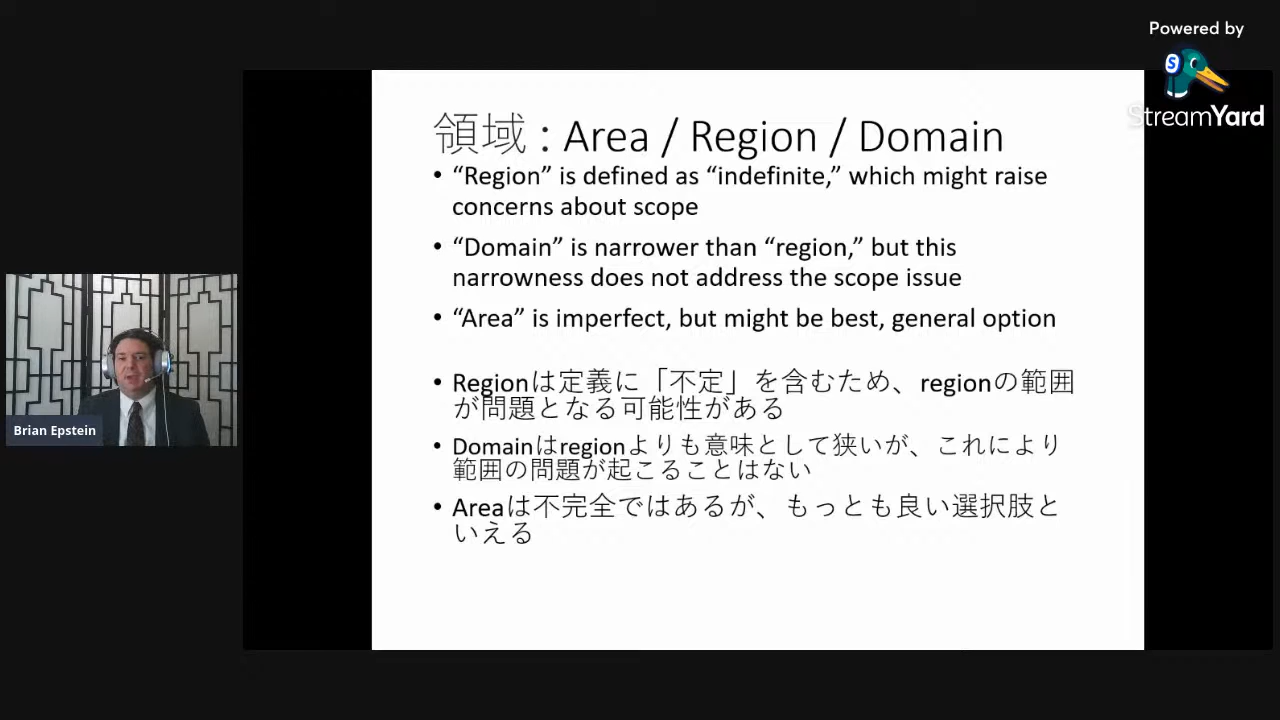 Powered by
StreamYard
領域 : Area / Region / Domain
• “Region” is defined as “indefinite,” which might raise
concerns about scope
• “Domain” is narrower than “region,” but this
narrowness does not address the scope issue
• “Area” is imperfect, but might be best, general option
• Regionは定義に「不定」を含むため、regionの範囲
が問題となる可能性がある
• Domainはregionよりも意味として狭いが、これにより
範囲の問題が起こることはない
• Areaは不完全ではあるが、もっとも良い選択肢と
いえる
Brian Epstein